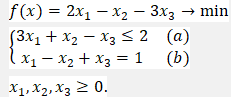 f(x) = 2x₁ − x₂ − 3x₃ → min
{3x₁ + x₂ − x₃ ≤ 2 (a)
x₁ − x₂ + x₃ = 1 (b)
x₁, x₂, x₃ ≥ 0.